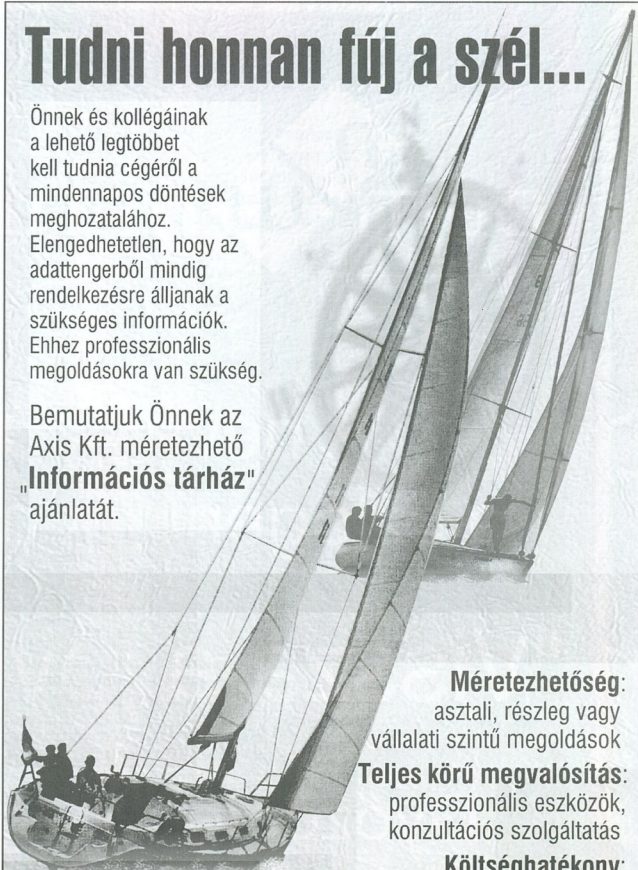 Tudni honnan fúj a szél...
Önnek és kollégáinak
a lehető legtöbbet
kell tudnia cégéről a
mindennapos döntések
meghozatalához.
Elengedhetetlen, hogy az
adattengerből mindig
rendelkezésre álljanak a
szükséges információk.
Ehhez professzionális
megoldásokra van szükség.
Bemutatjuk Önnek az
Axis Kft. méretezhető
„Információs tárház"
ajánlatát.
Méretezhetőség:
asztali, részleg vagy
vállalati szintű megoldások
Teljes körű megvalósítás:
professzionális eszközök,
konzultációs szolgáltatás
Költséghatékony: